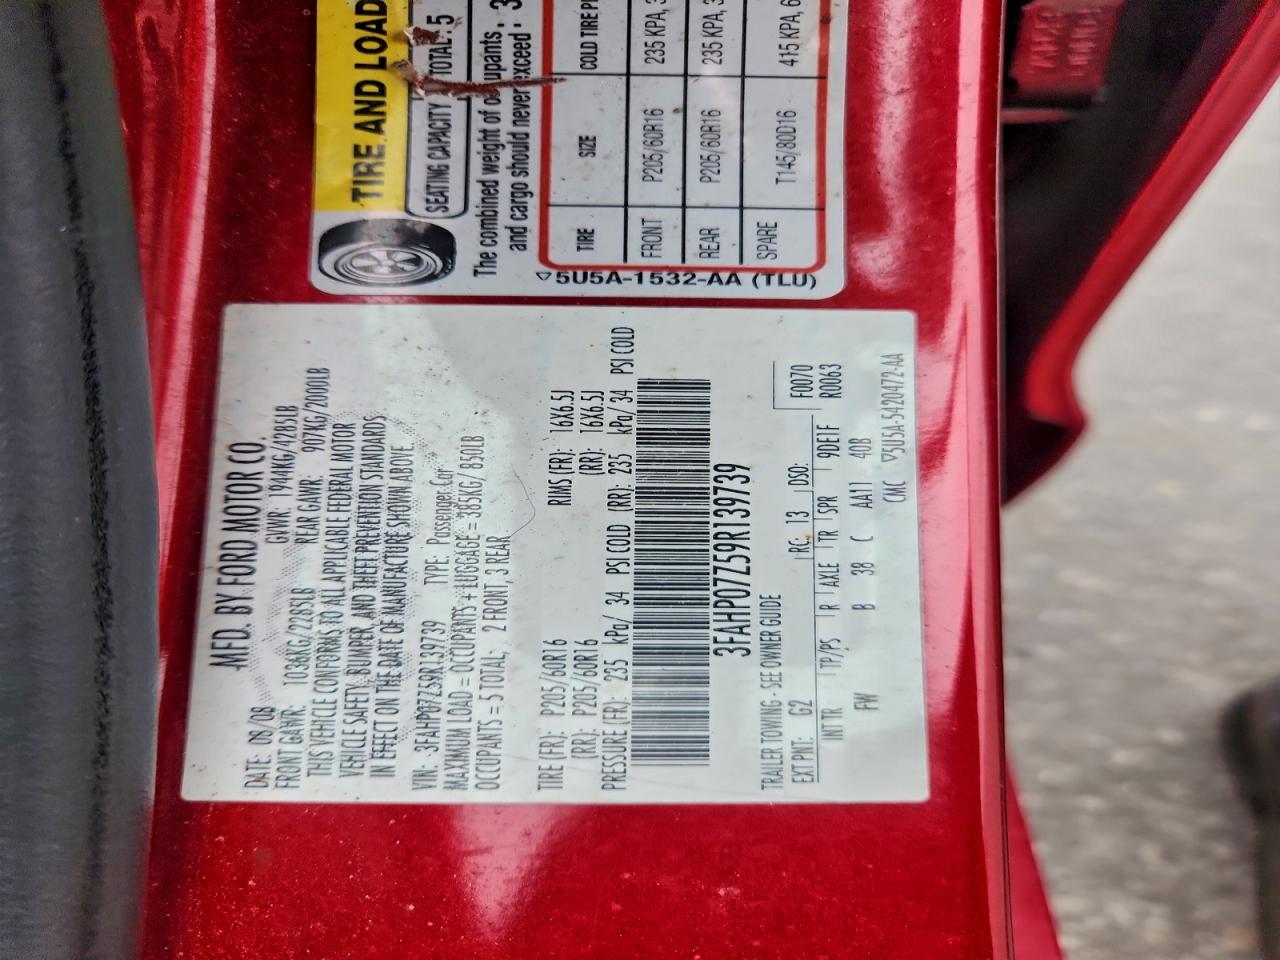 MFD. BY FORD MOTOR CO.
DATE: 08/08 GVWR: 1944KG/4285LB
FRONT GAWR: 1036KG/2285LB REAR GAWR: 907KG/2000LB
THIS VEHICLE CONFORMS TO ALL APPLICABLE FEDERAL MOTOR
VEHICLE SAFETY, BUMPER, AND THEFT PREVENTION STANDARDS
IN EFFECT ON THE DATE OF MANUFACTURE SHOWN ABOVE.
VIN: 3FAHP07Z59R139739 TYPE: Passenger Car
MAXIMUM LOAD = OCCUPANTS + LUGGAGE = 385KG/ 850LB
OCCUPANTS = 5 TOTAL, 2 FRONT, 3 REAR
TIRE (FR): P205/60R16 RIMS (FR): 16X6.5J
(RR): P205/60R16 (RR): 16X6.5J
PRESSURE (FR): 235 kPa/ 34 PSI COLD (RR): 235 kPa/ 34 PSI COLD
3FAHP07Z59R139739
TRAILER TOWING - SEE OWNER GUIDE
F0070
EXT PNT: G2 RC: 13 DSO: R0063
INT TR TP/PS R AXLE TR SPR 9DE1F
FW B 38 C AA11 40B
CNC ▽5U5A-5420472-AA
TIRE AND LOAD
SEATING CAPACITY TOTAL: 5
The combined weight of occupants : 3
and cargo should never exceed :
TIRE SIZE COLD TIRE
FRONT P205/60R16 235 KPA, 3
REAR P205/60R16 235 KPA, 3
SPARE T145/80D16 415 KPA, 6
▽5U5A-1532-AA (TLU)